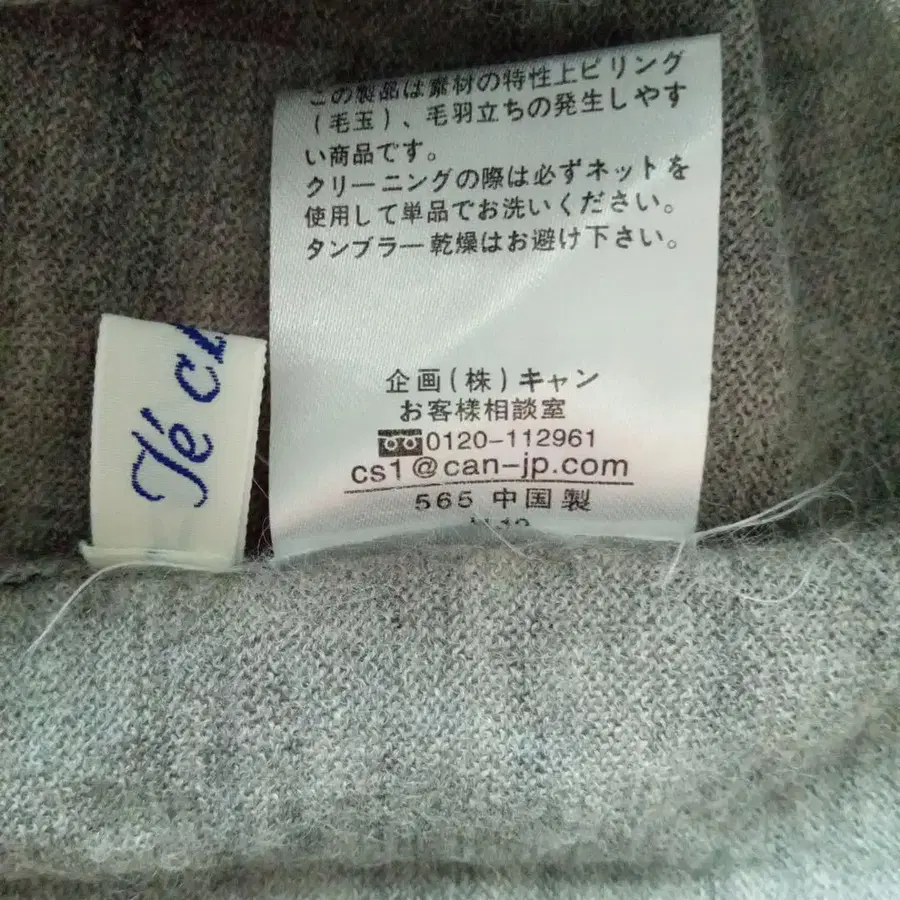 この製品は素材の特性上ピリング
(毛玉)、毛羽立ちの発生しやす
い商品です。
クリーニングの際は必ずネットを
使用して単品でお洗いください。
タンブラー乾燥はお避け下さい。
企画(株)キャン
お客様相談室
0120-112961
cs1@can-jp.com
565 中国製
Té